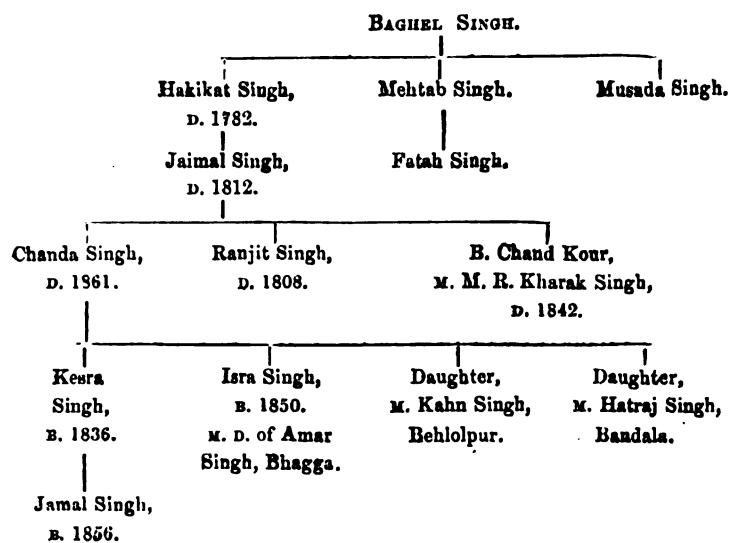 BAGHEL SINGH.
Hakikat Singh, Mehtab Singh. Musada Singh.
D. 1782.
Jaimal Singh, Fatah Singh.
D. 1812.
Chanda Singh, Ranjit Singh, B. Chand Kour,
D. 1861. D. 1808. M. M. R. Kharak Singh,
D. 1842.
Kesra Isra Singh, Daughter, Daughter,
Singh, B. 1850. M. Kahn Singh, M. Hatraj Singh,
B. 1836. M. D. of Amar Behlolpur. Bandala.
Singh, Bhagga.
Jamal Singh,
B. 1856.